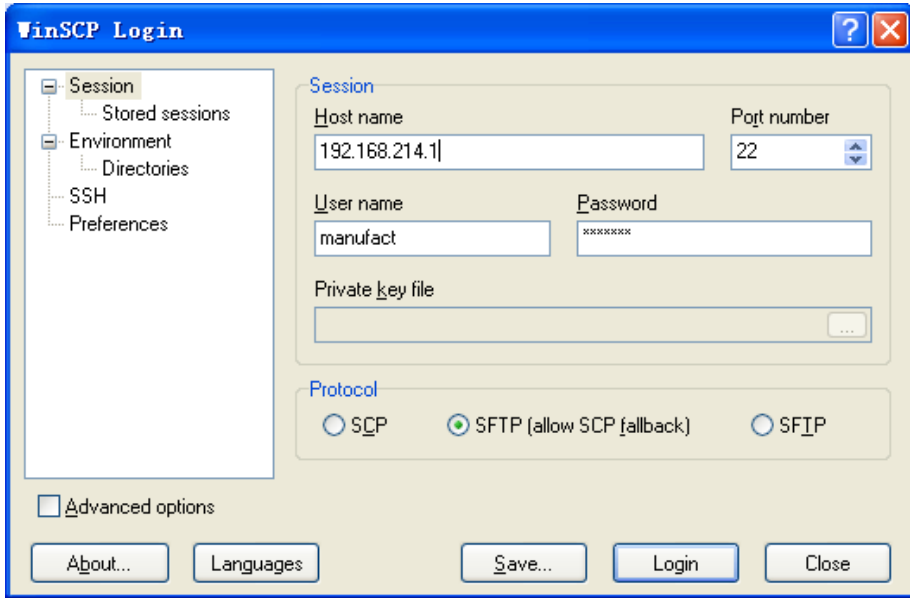 WinSCP Login
Session
Stored sessions
Environment
Directories
SSH
Preferences
Session
Host name
Port number
192.168.214.1
22
User name
Password
manufact
*******
Private key file
...
Protocol
SCP
SFTP (allow SCP fallback)
SFTP
Advanced options
About...
Languages
Save...
Login
Close